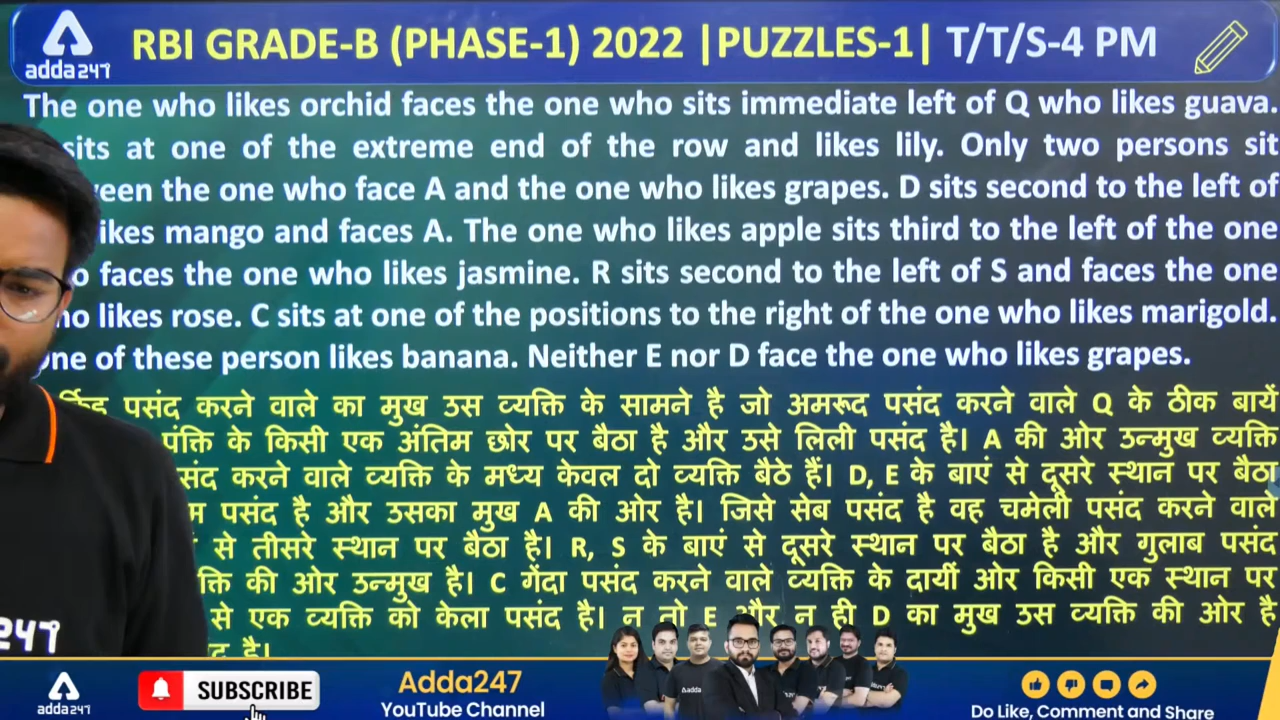 adda247
RBI GRADE-B (PHASE-1) 2022 |PUZZLES-1| T/T/S-4 PM
The one who likes orchid faces the one who sits immediate left of Q who likes guava.
sits at one of the extreme end of the row and likes lily. Only two persons sit
the one who face A and the one who likes grapes. D sits second to the left of
mango and faces A. The one who likes apple sits third to the left of the one
faces the one who likes jasmine. R sits second to the left of S and faces the one
likes rose. C sits at one of the positions to the right of the one who likes marigold.
One of these person likes banana. Neither E nor D face the one who likes grapes.
पसंद करने वाले का मुख उस व्यक्ति के सामने है जो अमरूद पसंद करने वाले Q के ठीक बायें
पंक्ति के किसी एक अंतिम छोर पर बैठा है और उसे लिली पसंद है। A की ओर उन्मुख व्यक्ति
करने वाले व्यक्ति के मध्य केवल दो व्यक्ति बैठे हैं। D, E के बाएं से दूसरे स्थान पर बैठा
पसंद है और उसका मुख A की ओर है। जिसे सेब पसंद है वह चमेली पसंद करने वाले
से तीसरे स्थान पर बैठा है। R, S के बाएं से दूसरे स्थान पर बैठा है और गुलाब पसंद
की ओर उन्मुख है। C गेंदा पसंद करने वाले व्यक्ति के दायीं ओर किसी एक स्थान पर
से एक व्यक्ति को केला पसंद है। न तो E और न ही D का मुख उस व्यक्ति की ओर है
है।
adda247
SUBSCRIBE
Adda247
YouTube Channel
Do Like, Comment and Share